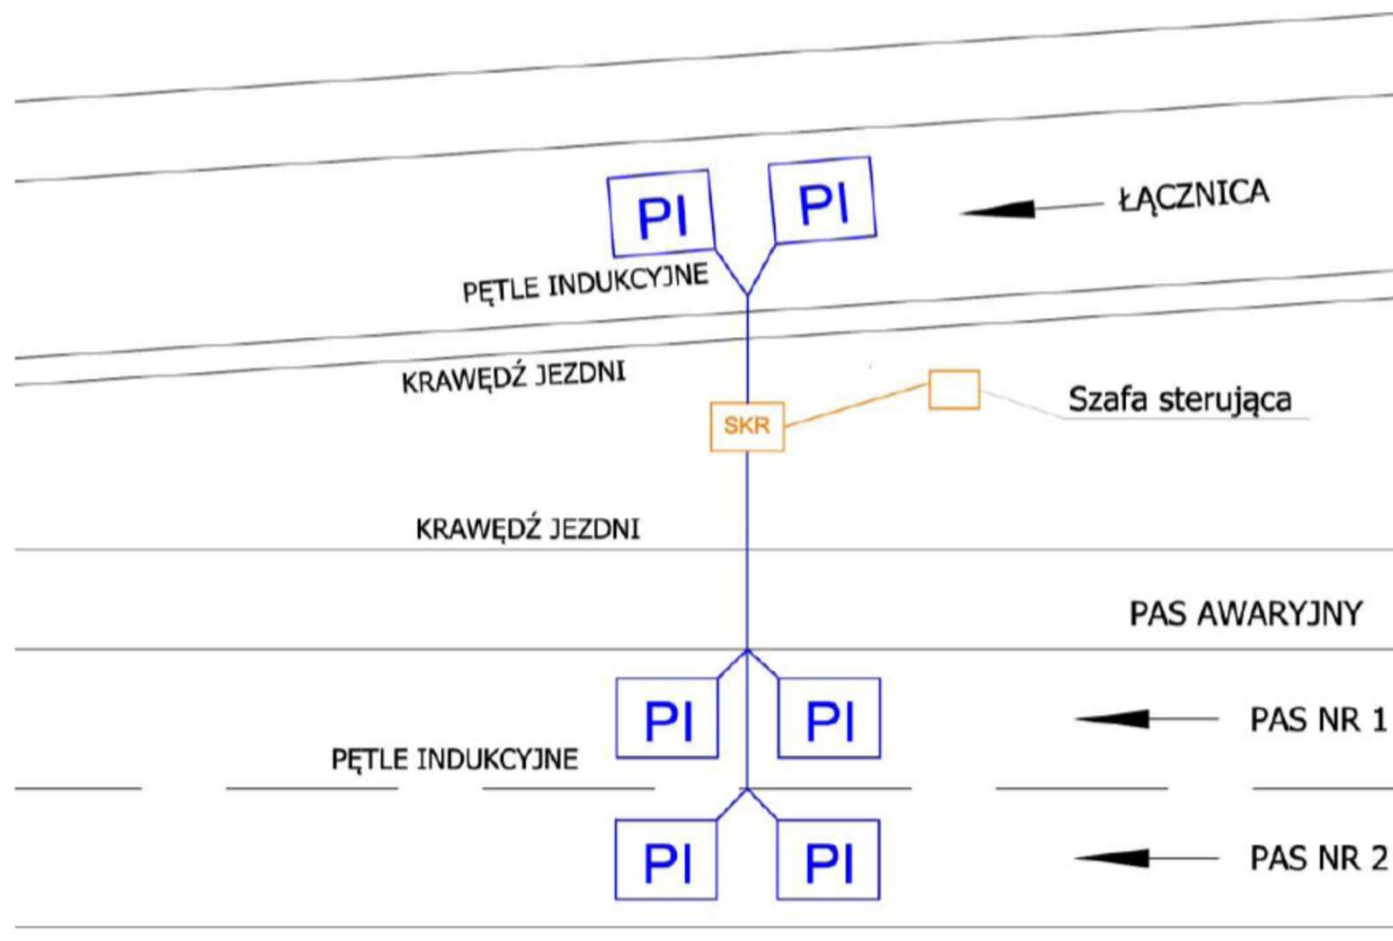 PI PI
ŁĄCZNICA
PĘTLE INDUKCYJNE
KRAWĘDŹ JEZDNI
SKR
Szafa sterująca
KRAWĘDŹ JEZDNI
PAS AWARYJNY
PI PI
PAS NR 1
PĘTLE INDUKCYJNE
PI PI
PAS NR 2